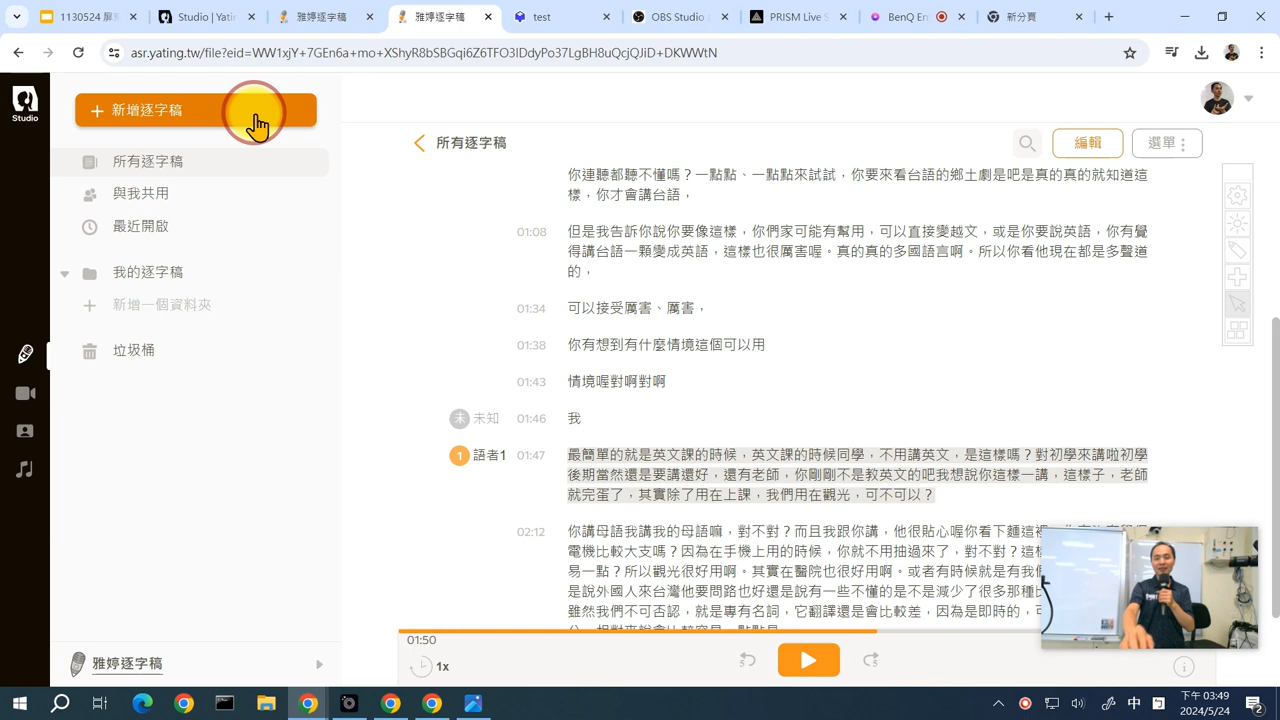 1130524 屏
Studio | Yatin
雅婷逐字稿
雅婷逐字稿
test
OBS Studio
PRISM Live S
BenQ En
新分頁
asr.yating.tw/file?eid=WW1xjY+7GEn6a+mo+XShyR8bSBGqi6Z6TFO3IDdvPo37LgBH8uQcjQJiD+DKWWtN
Studio
新增逐字稿
所有逐字稿
與我共用
最近開啟
我的逐字稿
新增一個資料夾
垃圾桶
雅婷逐字稿
所有逐字稿
編輯
選單
你連聽都聽不懂嗎？一點點、一點點來試試，你要來看台語的鄉土劇是吧是真的真的就知道這
樣，你才會講台語，
01:08
但是我告訴你說你要像這樣，你們家可能有幫用，可以直接變越文，或是你要說英語，你有覺
得講台語一顆變成英語，這樣也很厲害喔。真的真的多國語言啊。所以你看他現在都是多聲道
的，
01:34
可以接受厲害、厲害，
01:38
你有想到有什麼情境這個可以用
01:43
情境喔對啊對啊
未 未知
01:46
我
1 語者1
01:47
最簡單的就是英文課的時候，英文課的時候同學，不用講英文，是這樣嗎？對初學來講啦初學
後期當然還是要講還好，還有老師，你剛剛不是教英文的吧我想說你這樣一講，這樣子，老師
就完蛋了，其實除了用在上課，我們用在觀光，可不可以？
02:12
你講母語我講我的母語嘛，對不對？而且我跟你講，他很貼心喔你看下麵這裡
電機比較大支嗎？因為在手機上用的時候，你就不用抽過來了，對不對？這
易一點？所以觀光很好用啊。其實在醫院也很好用啊。或者有時候就是有我們
是說外國人來台灣他要問路也好還是說有一些不懂的是不是減少了很多那種
雖然我們不可否認，就是專有名詞，它翻譯還是會比較差，因為是即時的，可
01:50
1x
中
下午 03:49
2024/5/24
2